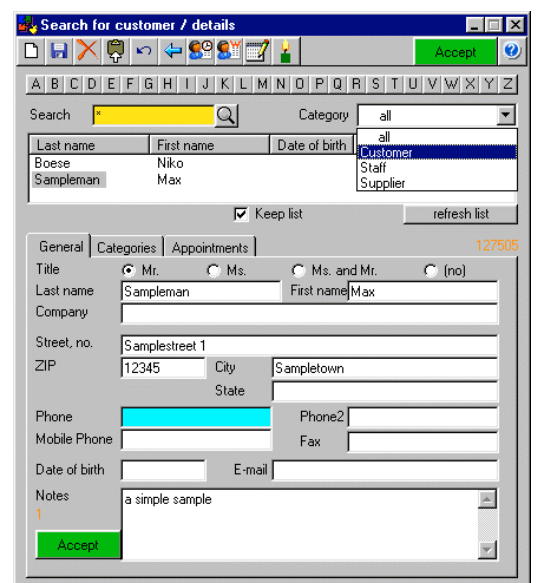 Search for customer / details
Accept
A B C D E F G H I J K L M N O P Q R S T U V W X Y Z
Search * Category all
Last name First name Date of birth
all
Customer
Staff
Supplier
Boese Niko
Sampleman Max
Keep list refresh list
General Categories Appointments 127505
Title Mr. Ms. Ms. and Mr. (no)
Last name Sampleman First name Max
Company
Street, no. Samplestreet 1
ZIP 12345 City Sampletown
State
Phone Phone2
Mobile Phone Fax
Date of birth E-mail
Notes a simple sample
1
Accept